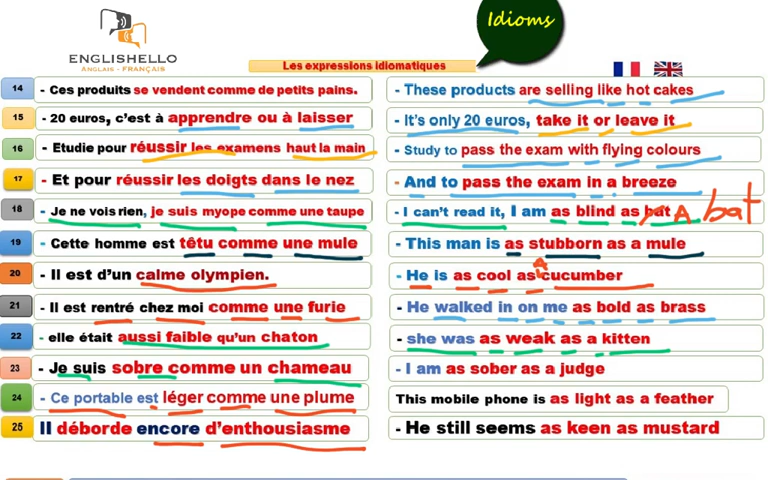 Idioms
ENGLISHELLO
ANGLAIS - FRANÇAIS
Les expressions idiomatiques
14 - Ces produits se vendent comme de petits pains. - These products are selling like hot cakes
15 - 20 euros, c'est à apprendre ou à laisser - It's only 20 euros, take it or leave it
16 - Etudie pour réussir les examens haut la main - Study to pass the exam with flying colours
17 - Et pour réussir les doigts dans le nez - And to pass the exam in a breeze
18 - Je ne vois rien, je suis myope comme une taupe - I can't read it, I am as blind as bat A bat
19 - Cette homme est têtu comme une mule - This man is as stubborn as a mule
20 - Il est d'un calme olympien. - He is as cool as a cucumber
21 - Il est rentré chez moi comme une furie - He walked in on me as bold as brass
22 - elle était aussi faible qu'un chaton - she was as weak as a kitten
23 - Je suis sobre comme un chameau - I am as sober as a judge
24 - Ce portable est léger comme une plume This mobile phone is as light as a feather
25 Il déborde encore d'enthousiasme - He still seems as keen as mustard